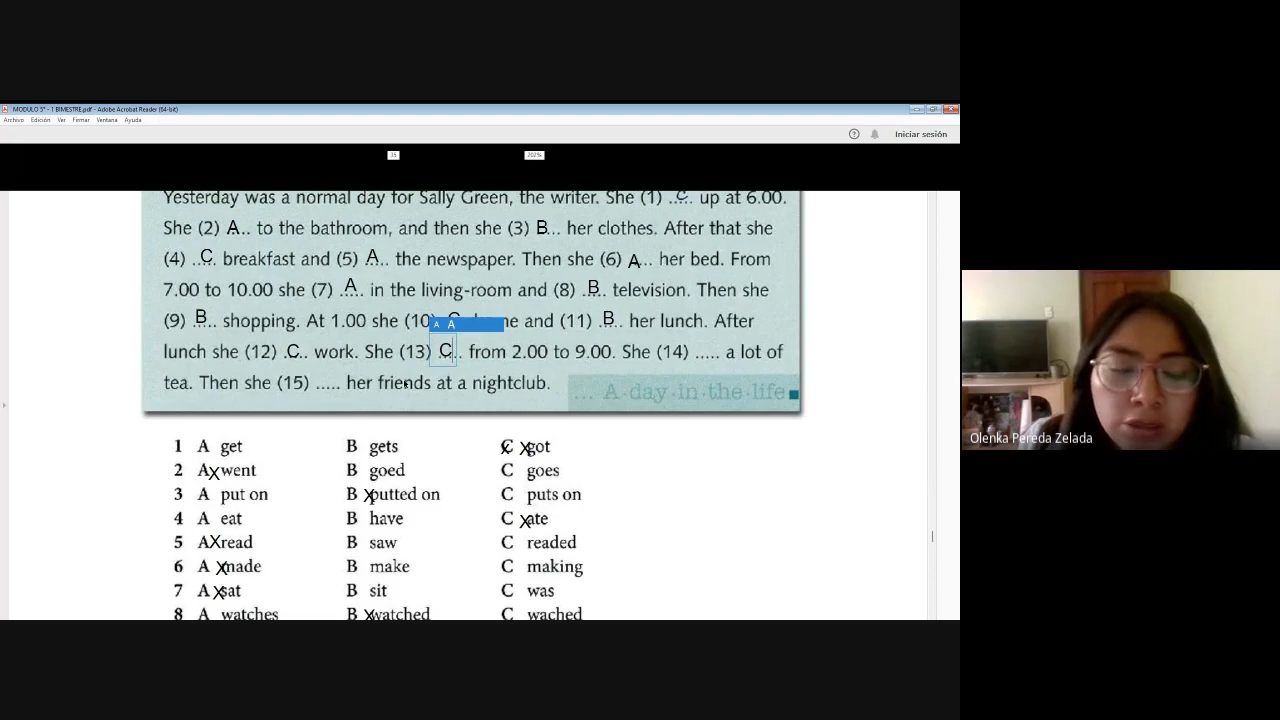 MODULO 5° - 1 BIMESTRE.pdf - Adobe Acrobat Reader (64-bit)
Archivo Edición Ver Firmar Ventana Ayuda
Iniciar sesión
35 202%
Yesterday was a normal day for Sally Green, the writer. She (1) ..C.. up at 6.00.
She (2) A.. to the bathroom, and then she (3) B... her clothes. After that she
(4) ..C.. breakfast and (5) ..A.. the newspaper. Then she (6) A... her bed. From
7.00 to 10.00 she (7) ..A.. in the living-room and (8) ..B.. television. Then she
(9) ..B.. shopping. At 1.00 she (10) and (11) ..B.. her lunch. After
lunch she (12) .C.. work. She (13) ..C.. from 2.00 to 9.00. She (14) ..... a lot of
tea. Then she (15) ..... her friends at a nightclub.
... A·day·in·the·life
1 A get B gets C X got
2 A X went B goed C goes
3 A put on B X putted on C puts on
4 A eat B have C X ate
5 A X read B saw C readed
6 A X made B make C making
7 A X sat B sit C was
8 A watches B X watched C wached
Olenka Pereda Zelada